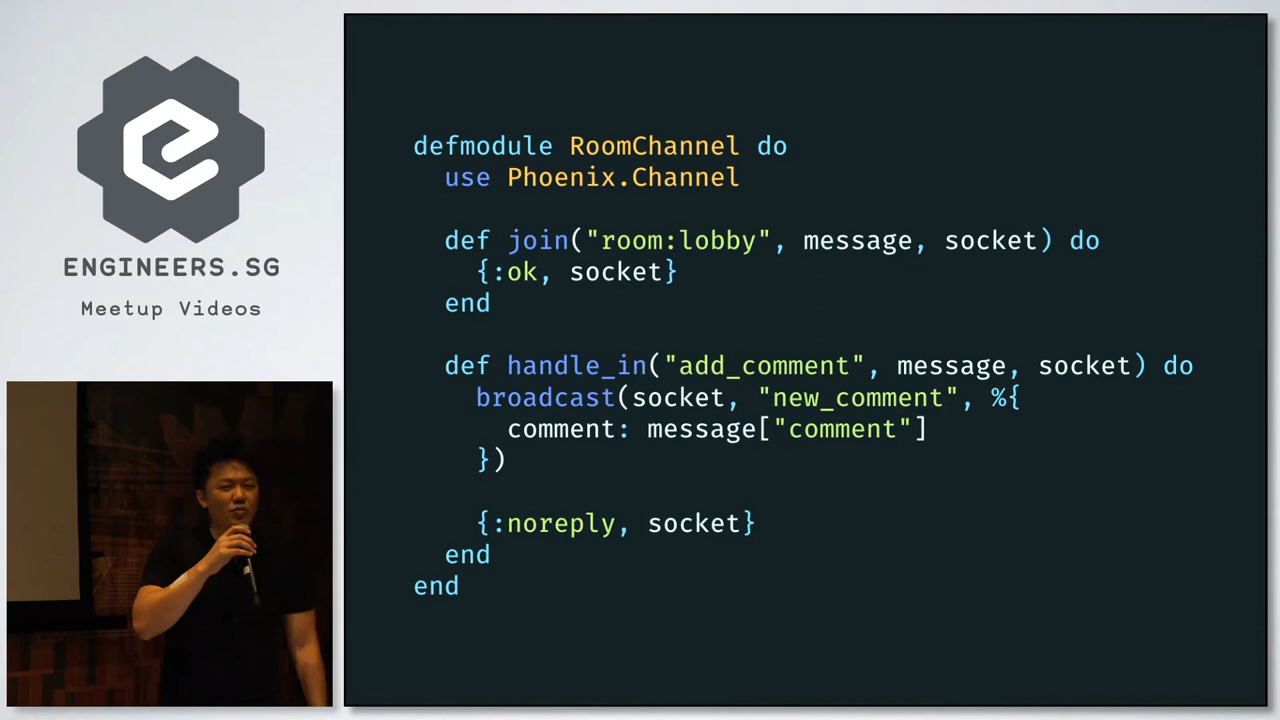 ENGINEERS.SG
Meetup Videos
defmodule RoomChannel do
  use Phoenix.Channel

  def join("room:lobby", message, socket) do
    {:ok, socket}
  end

  def handle_in("add_comment", message, socket) do
    broadcast(socket, "new_comment", %{
      comment: message["comment"]
    })

    {:noreply, socket}
  end
end